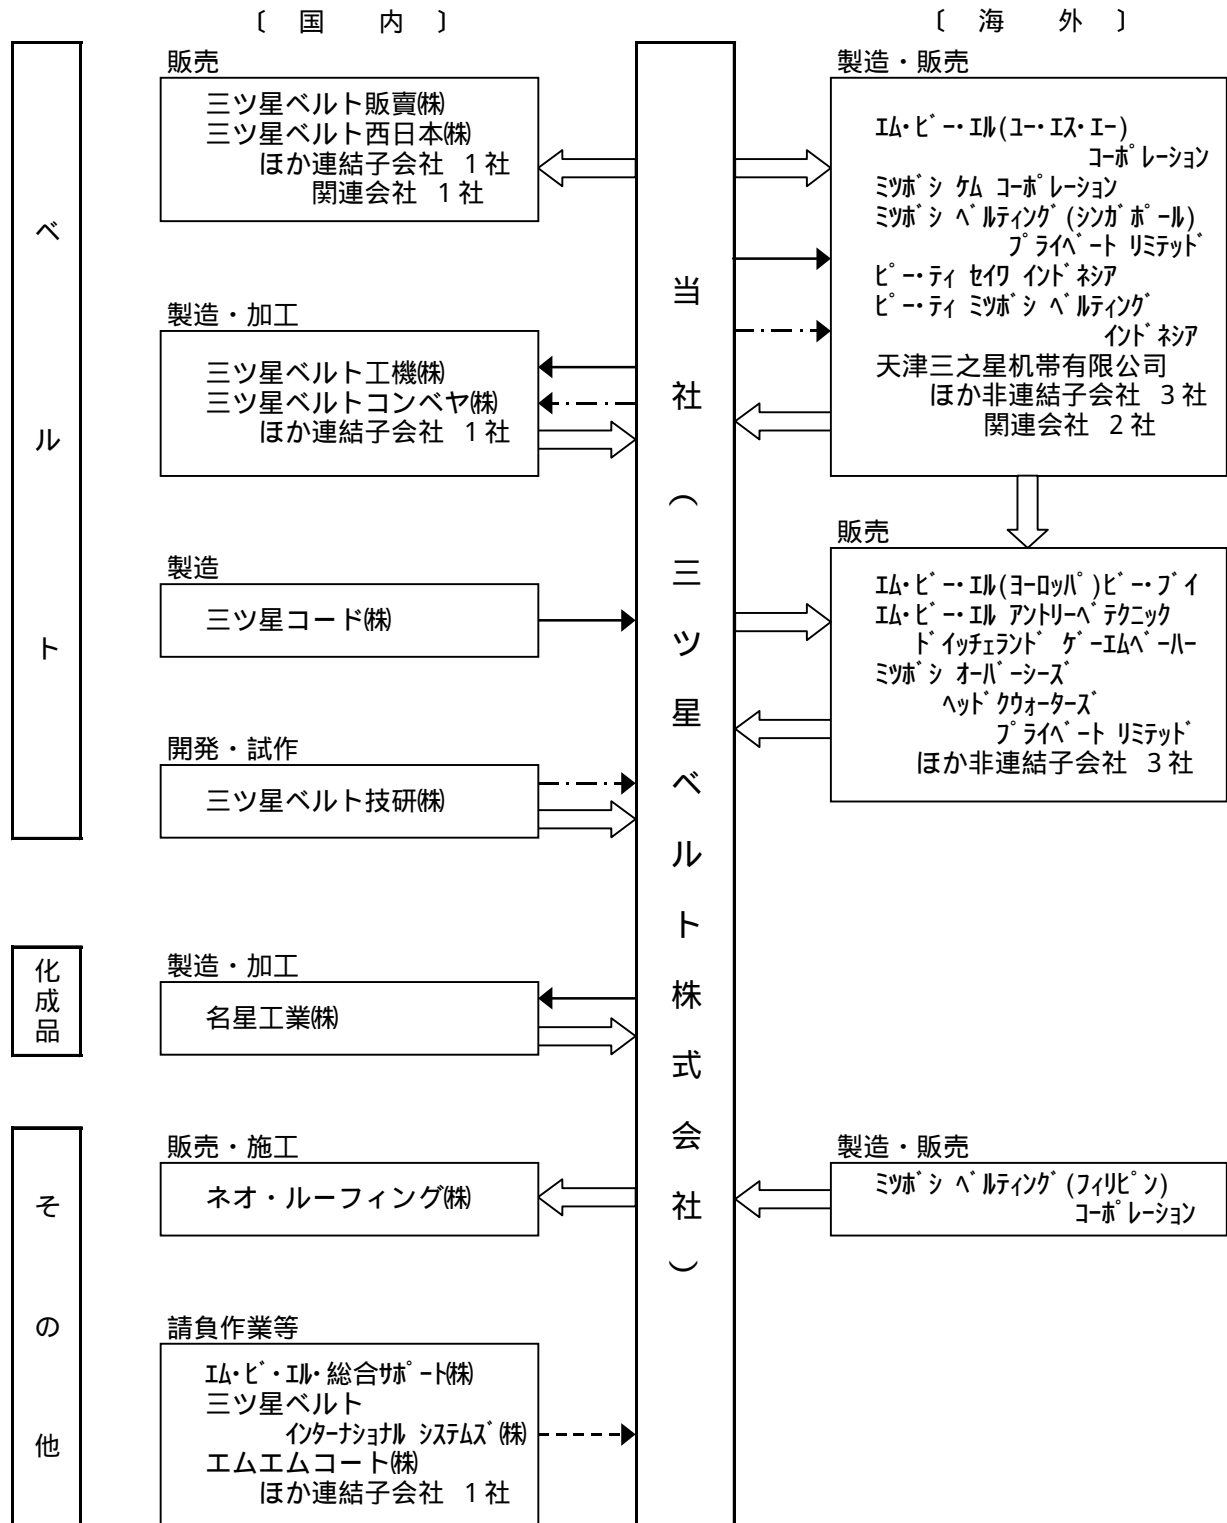 〔 国 内 〕
〔 海 外 〕
ベルト
販売
三ツ星ベルト販賣㈱
三ツ星ベルト西日本㈱
ほか連結子会社 1社
関連会社 1社
製造・加工
三ツ星ベルト工機㈱
三ツ星ベルトコンベヤ㈱
ほか連結子会社 1社
製造
三ツ星コード㈱
開発・試作
三ツ星ベルト技研㈱
化成品
製造・加工
名星工業㈱
その他
販売・施工
ネオ・ルーフィング㈱
請負作業等
エム・ビ・エル・総合サポート㈱
三ツ星ベルト
インターナショナル システムズ㈱
エムエムコート㈱
ほか連結子会社 1社
当社(三ツ星ベルト株式会社)
製造・販売
エム・ビー・エル(ユー・エス・エー)
コーポレーション
ミツボシ ケム コーポレーション
ミツボシ ベルティング(シンガポール)
プライベート リミテッド
ピー・ティ セイワ インドネシア
ピー・ティ ミツボシ ベルティング
インドネシア
天津三之星机帯有限公司
ほか非連結子会社 3社
関連会社 2社
販売
エム・ビー・エル(ヨーロッパ)ビー・ブイ
エム・ビー・エル アントリーベテクニック
ドイッチェランド ゲーエムベーハー
ミツボシ オーバーシーズ
ヘッドクウォーターズ
プライベート リミテッド
ほか非連結子会社 3社
製造・販売
ミツボシ ベルティング(フィリピン)
コーポレーション